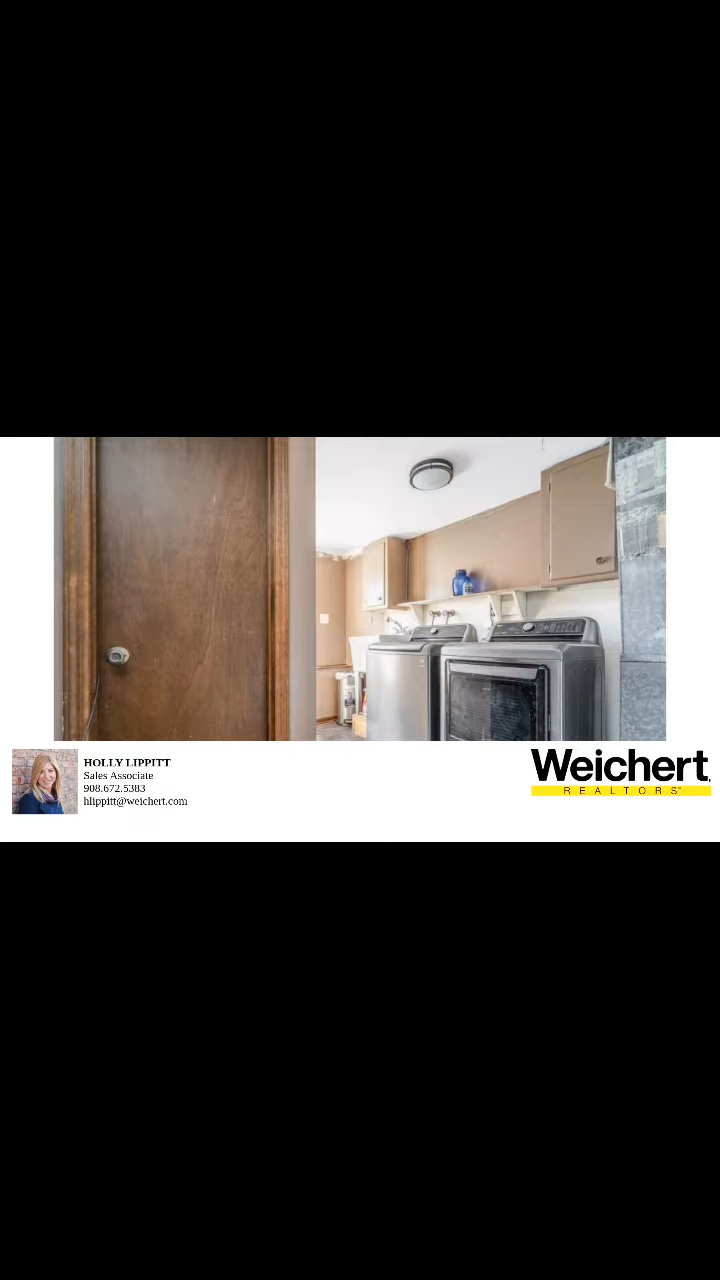 HOLLY LIPPITT
Sales Associate
908.672.5383
hlippitt@weichert.com
Weichert
REALTORS